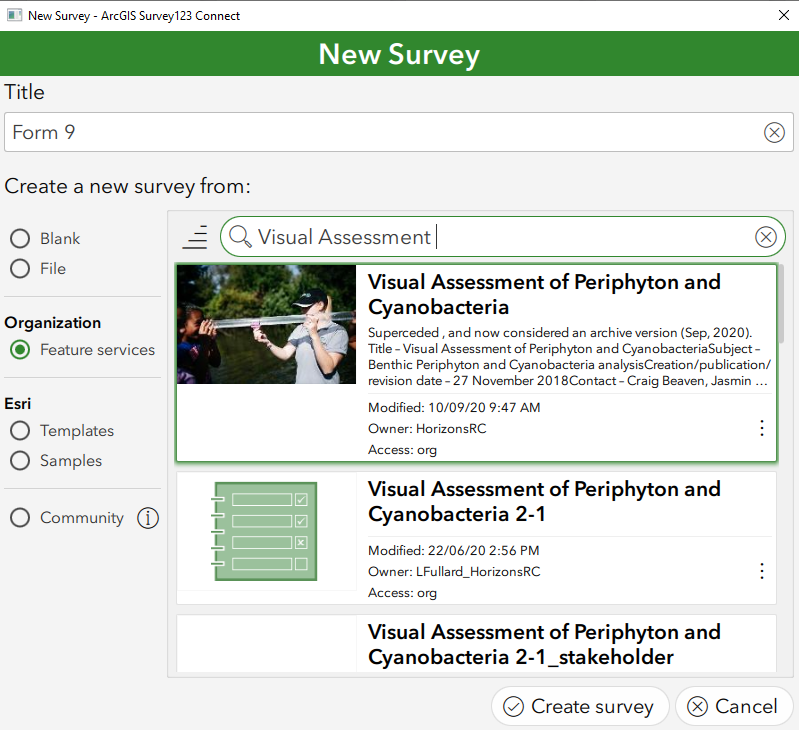 New Survey - ArcGIS Survey123 Connect
New Survey
Title
Form 9
Create a new survey from:
Blank
File
Organization
Feature services
Esri
Templates
Samples
Community
Visual Assessment
Visual Assessment of Periphyton and
Cyanobacteria
Superceded , and now considered an archive version (Sep, 2020).
Title – Visual Assessment of Periphyton and CyanobacteriaSubject –
Benthic Periphyton and Cyanobacteria analysisCreation/publication/
revision date – 27 November 2018Contact – Craig Beaven, Jasmin …
Modified: 10/09/20 9:47 AM
Owner: HorizonsRC
Access: org
Visual Assessment of Periphyton and
Cyanobacteria 2-1
Modified: 22/06/20 2:56 PM
Owner: LFullard_HorizonsRC
Access: org
Visual Assessment of Periphyton and
Cyanobacteria 2-1_stakeholder
Create survey
Cancel